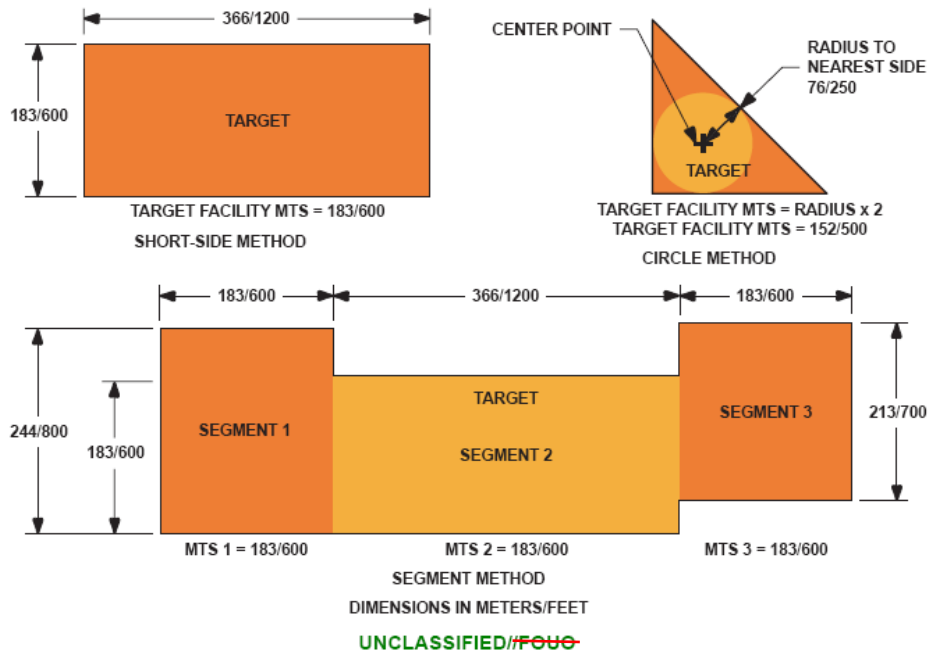 366/1200
183/600
TARGET
TARGET FACILITY MTS = 183/600
SHORT-SIDE METHOD
CENTER POINT
RADIUS TO
NEAREST SIDE
76/250
TARGET
TARGET FACILITY MTS = RADIUS x 2
TARGET FACILITY MTS = 152/500
CIRCLE METHOD
183/600
366/1200
183/600
244/800
183/600
SEGMENT 1
TARGET
SEGMENT 2
SEGMENT 3
213/700
MTS 1 = 183/600
MTS 2 = 183/600
MTS 3 = 183/600
SEGMENT METHOD
DIMENSIONS IN METERS/FEET
UNCLASSIFIED//FOUO